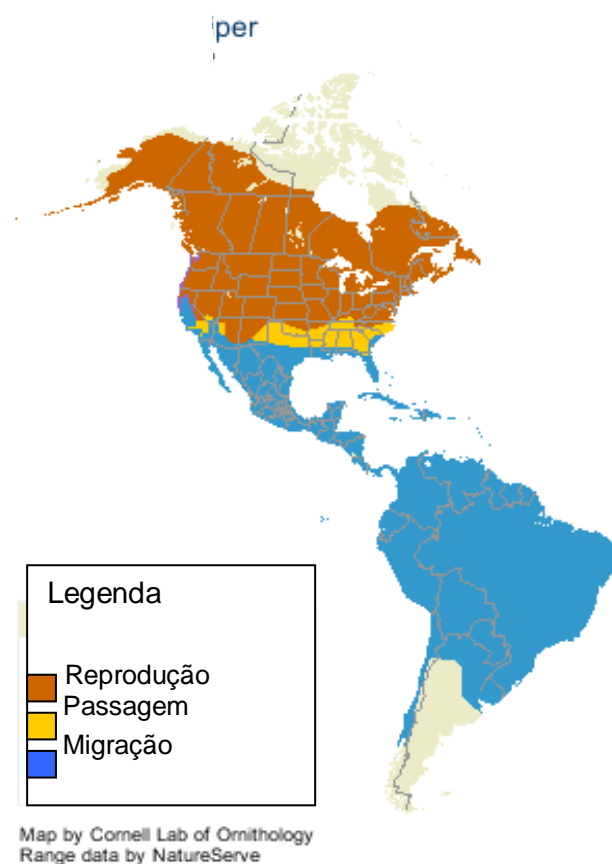 per
Legenda
Reprodução
Passagem
Migração
Map by Cornell Lab of Ornithology
Range data by NatureServe